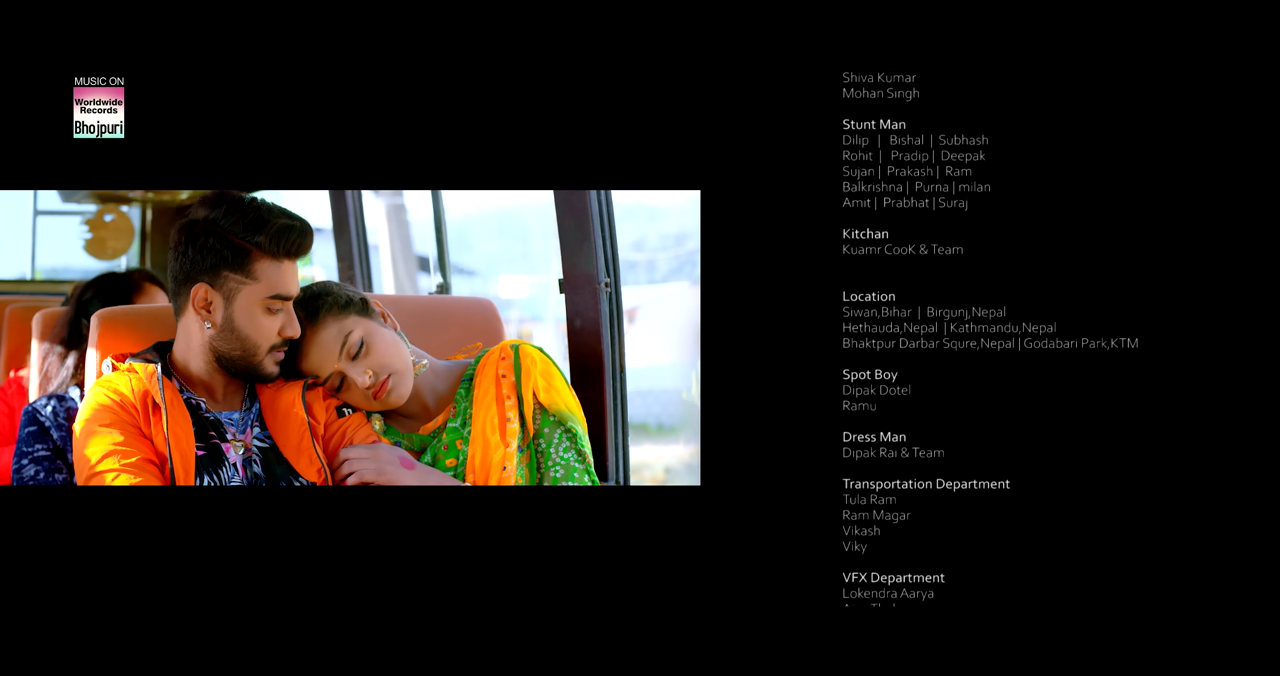 MUSIC ON
Worldwide
Records
Bhojpuri
Shiva Kumar
Mohan Singh
Stunt Man
Dilip | Bishal | Subhash
Rohit | Pradip | Deepak
Sujan | Prakash | Ram
Balkrishna | Purna | milan
Amit | Prabhat | Suraj
Kitchan
Kuamr CooK & Team
Location
Siwan,Bihar | Birgunj,Nepal
Hethauda,Nepal | Kathmandu,Nepal
Bhaktpur Darbar Squre,Nepal | Godabari Park,KTM
Spot Boy
Dipak Dotel
Ramu
Dress Man
Dipak Rai & Team
Transportation Department
Tula Ram
Ram Magar
Vikash
Viky
VFX Department
Lokendra Aarya